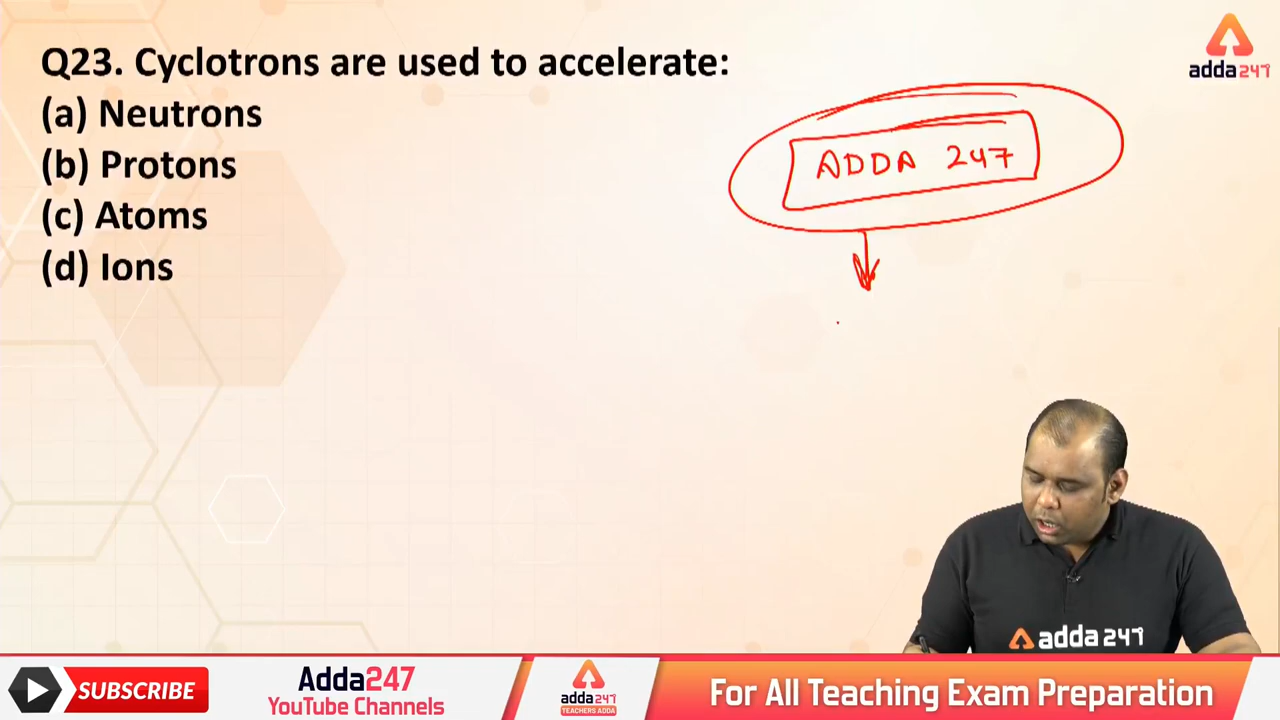 Q23. Cyclotrons are used to accelerate:
(a) Neutrons
(b) Protons
(c) Atoms
(d) Ions
adda247
ADDA 247
adda247
SUBSCRIBE
Adda247
YouTube Channels
adda247
TEACHERS ADDA
For All Teaching Exam Preparation